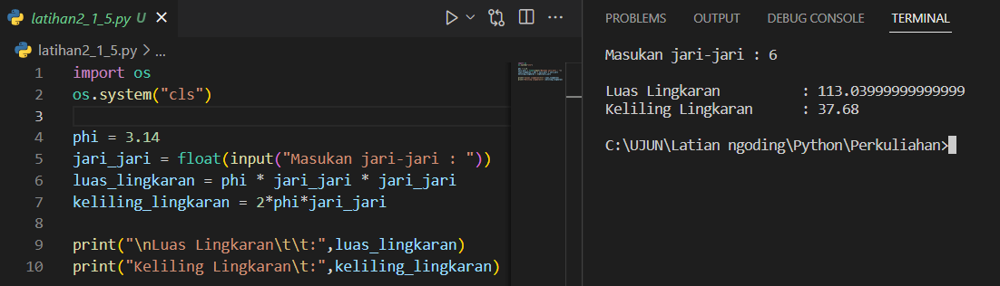 latihan2_1_5.py U
latihan2_1_5.py > ...
1 import os
2 os.system("cls")
3
4 phi = 3.14
5 jari_jari = float(input("Masukan jari-jari : "))
6 luas_lingkaran = phi * jari_jari * jari_jari
7 keliling_lingkaran = 2*phi*jari_jari
8
9 print("\nLuas Lingkaran\t\t:",luas_lingkaran)
10 print("Keliling Lingkaran\t:",keliling_lingkaran)
PROBLEMS OUTPUT DEBUG CONSOLE TERMINAL
Masukan jari-jari : 6
Luas Lingkaran : 113.03999999999999
Keliling Lingkaran : 37.68
C:\UJUN\Latian ngoding\Python\Perkuliahan>